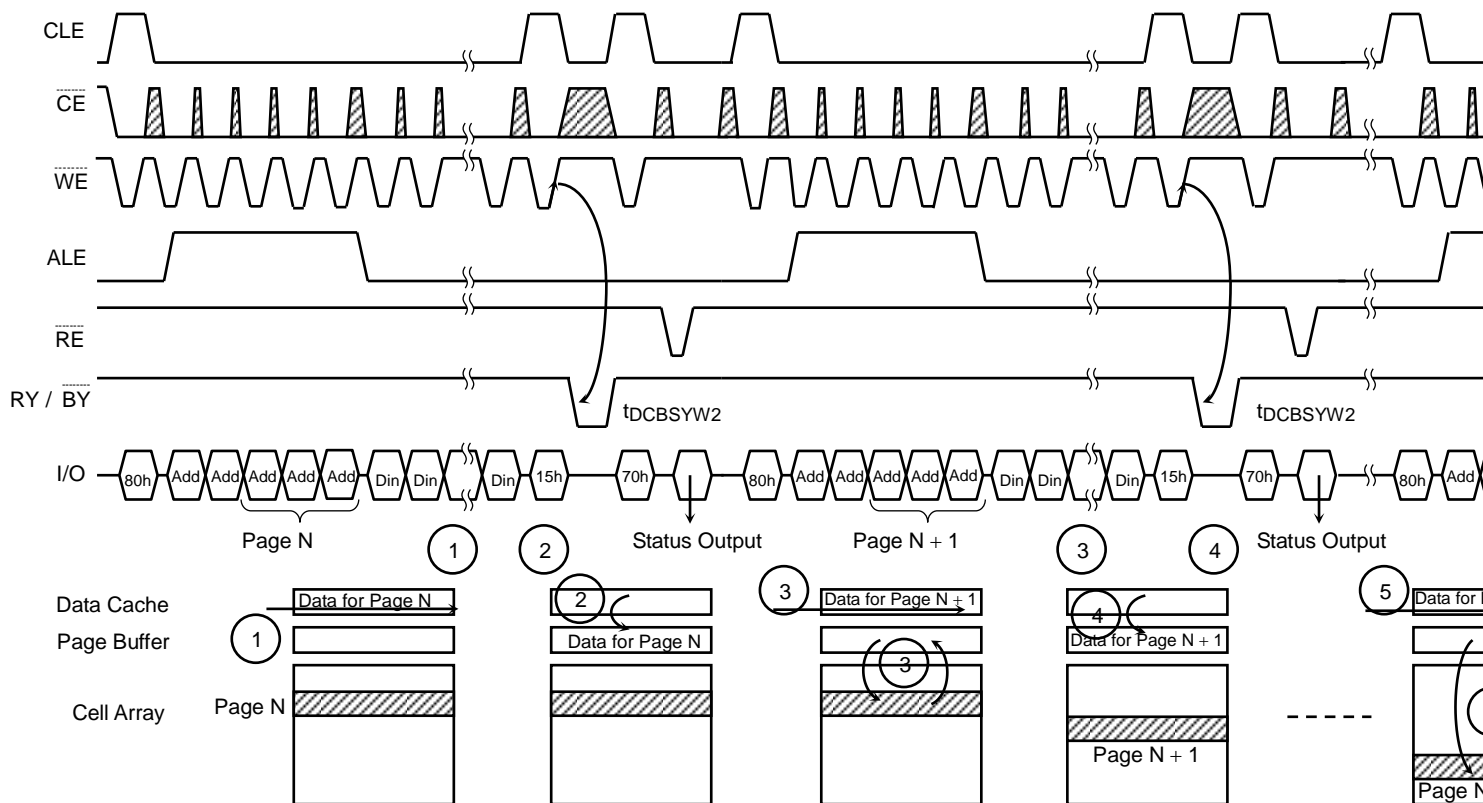 CLE
CE
WE
ALE
RE
RY / BY
tDCBSYW2
tDCBSYW2
I/O
80h Add Add Add Add Add Din Din Din 15h 70h 80h Add Add Add Add Add Din Din Din 15h 70h 80h Add
Page N
1
2
Status Output
Page N + 1
3
4
Status Output
Data Cache
Data for Page N
2
3
Data for Page N + 1
4
5
Data for
Page Buffer
1
Data for Page N
3
Data for Page N + 1
Cell Array
Page N
Page N + 1
Page N